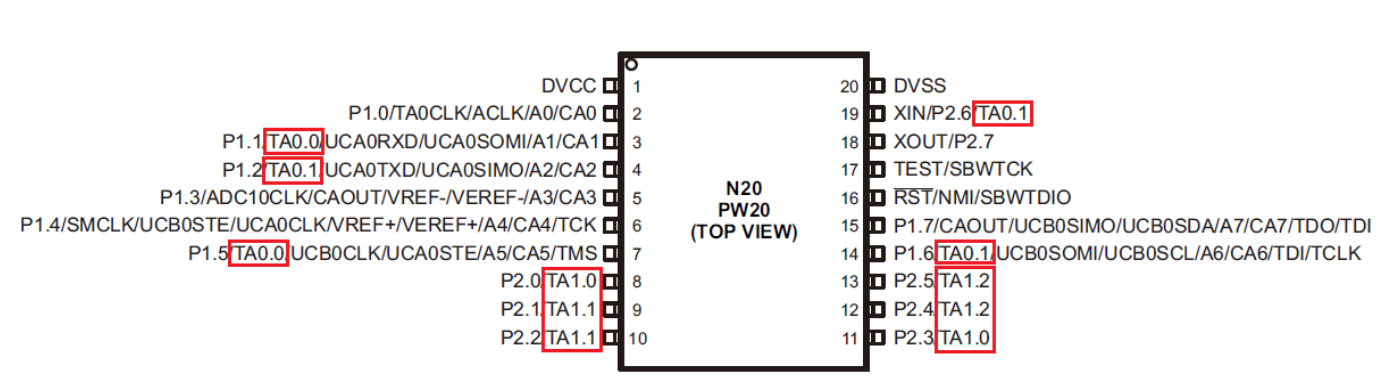 DVCC 1 20 DVSS
P1.0/TA0CLK/ACLK/A0/CA0 2 19 XIN/P2.6/TA0.1
P1.1/TA0.0/UCA0RXD/UCA0SOMI/A1/CA1 3 18 XOUT/P2.7
P1.2/TA0.1/UCA0TXD/UCA0SIMO/A2/CA2 4 17 TEST/SBWTCK
P1.3/ADC10CLK/CAOUT/VREF-/VEREF-/A3/CA3 5 N20 16 RST/NMI/SBWTDIO
P1.4/SMCLK/UCB0STE/UCA0CLK/VREF+/VEREF+/A4/CA4/TCK 6 PW20 15 P1.7/CAOUT/UCB0SIMO/UCB0SDA/A7/CA7/TDO/TDI
P1.5/TA0.0/UCB0CLK/UCA0STE/A5/CA5/TMS 7 (TOP VIEW) 14 P1.6/TA0.1/UCB0SOMI/UCB0SCL/A6/CA6/TDI/TCLK
P2.0/TA1.0 8 13 P2.5/TA1.2
P2.1/TA1.1 9 12 P2.4/TA1.2
P2.2/TA1.1 10 11 P2.3/TA1.0